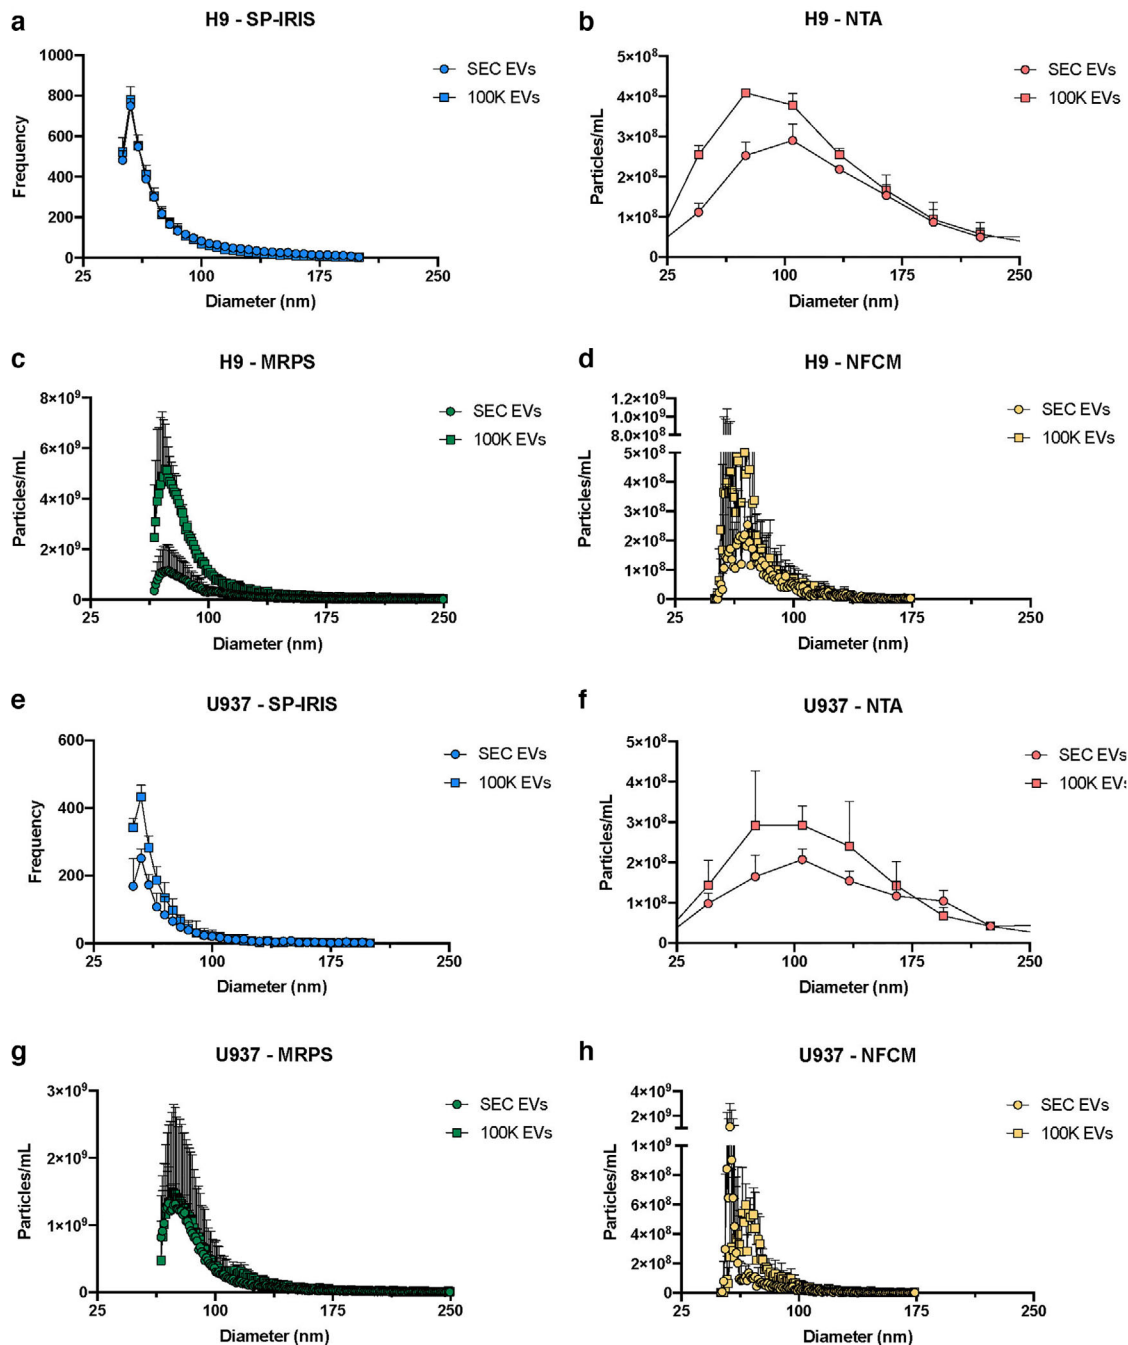 a
H9 - SP-IRIS
Frequency
1000
800
600
400
200
0
25
100
175
250
Diameter (nm)
SEC EVs
100K EVs
b
H9 - NTA
Particles/mL
5×10⁸
4×10⁸
3×10⁸
2×10⁸
1×10⁸
0
25
100
175
250
Diameter (nm)
SEC EVs
100K EVs
c
H9 - MRPS
Particles/mL
8×10⁹
6×10⁹
4×10⁹
2×10⁹
0
25
100
175
250
Diameter (nm)
SEC EVs
100K EVs
d
H9 - NFCM
Particles/mL
1.2×10⁹
1.0×10⁹
8.0×10⁸
5×10⁸
4×10⁸
3×10⁸
2×10⁸
1×10⁸
0
25
100
175
250
Diameter (nm)
SEC EVs
100K EVs
e
U937 - SP-IRIS
Frequency
600
400
200
0
25
100
175
250
Diameter (nm)
SEC EVs
100K EVs
f
U937 - NTA
Particles/mL
5×10⁸
4×10⁸
3×10⁸
2×10⁸
1×10⁸
0
25
100
175
250
Diameter (nm)
SEC EVs
100K EVs
g
U937 - MRPS
Particles/mL
3×10⁹
2×10⁹
1×10⁹
0
25
100
175
250
Diameter (nm)
SEC EVs
100K EVs
h
U937 - NFCM
Particles/mL
4×10⁹
2×10⁹
1×10⁹
8×10⁸
6×10⁸
4×10⁸
2×10⁸
0
25
100
175
250
Diameter (nm)
SEC EVs
100K EVs